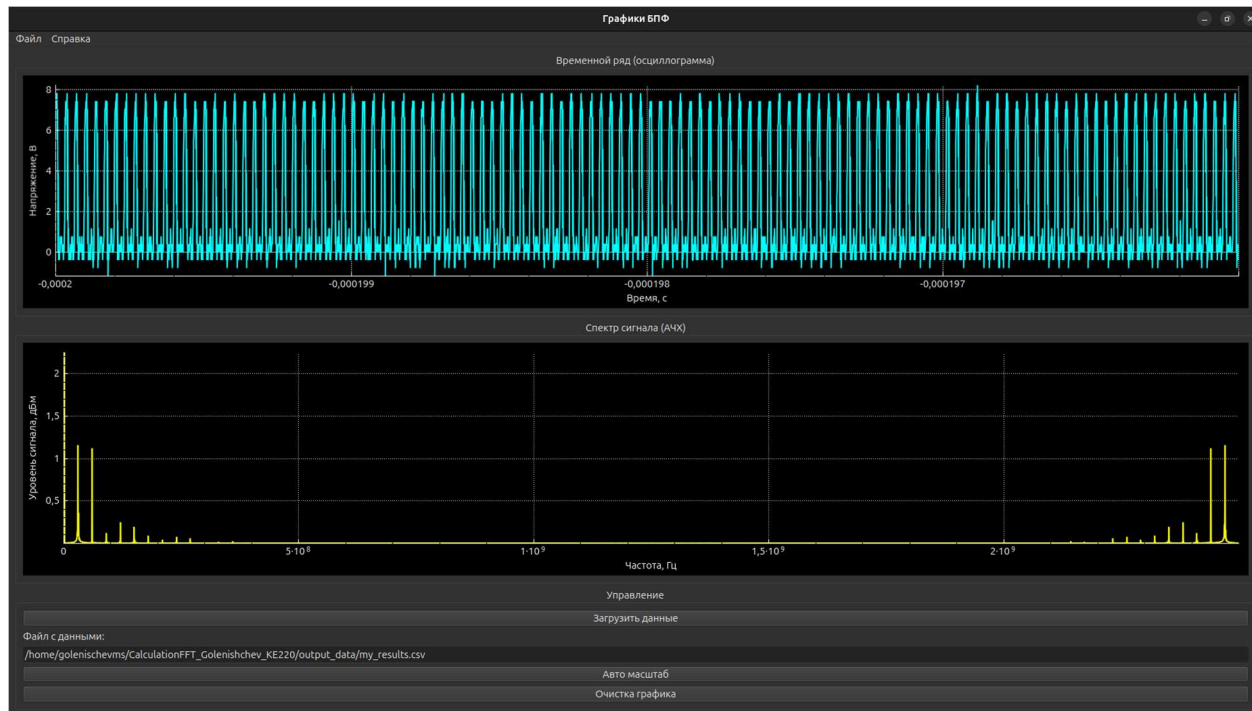 Графики БПФ
Файл Справка
Временной ряд (осциллограмма)
Напряжение, В
8
6
4
2
0
-0,0002 -0,000199 -0,000198 -0,000197
Время, с
Спектр сигнала (АЧХ)
Уровень сигнала, дБм
2
1,5
1
0,5
0 5·10⁸ 1·10⁹ 1,5·10⁹ 2·10⁹
Частота, Гц
Управление
Загрузить данные
Файл с данными:
/home/golenischevms/CalculationFFT_Golenishchev_KE220/output_data/my_results.csv
Авто масштаб
Очистка графика